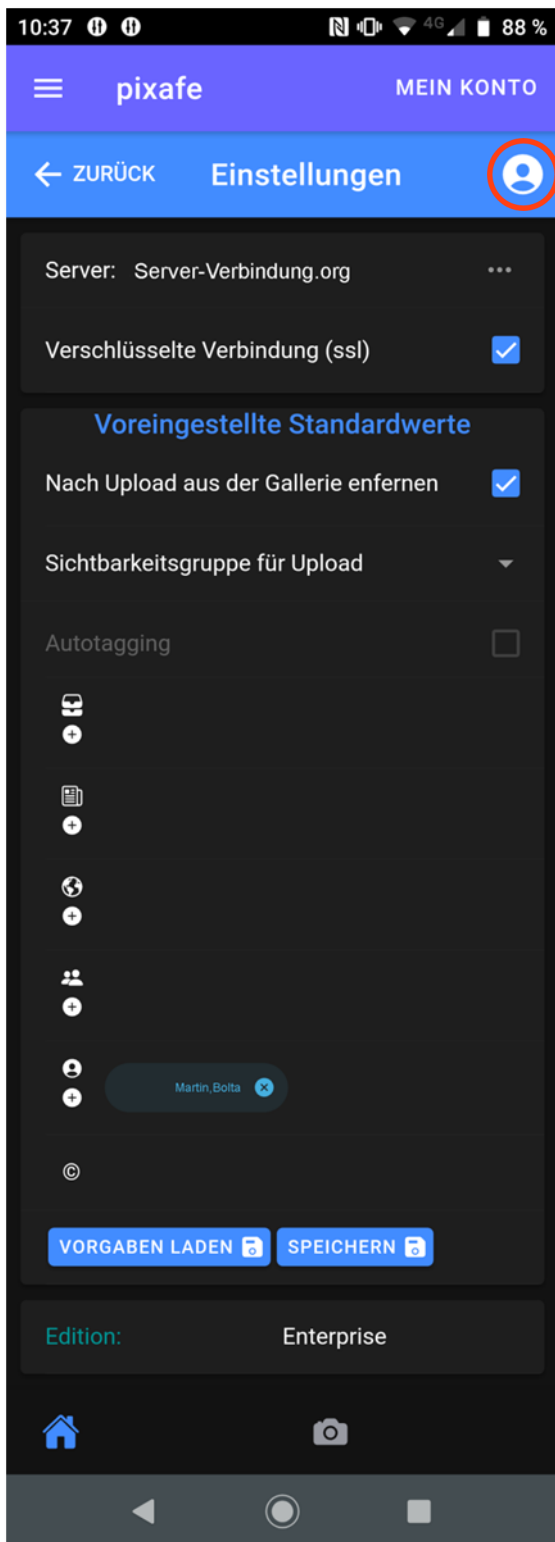 10:37 4G 88 %
pixafe MEIN KONTO
ZURÜCK Einstellungen
Server: Server-Verbindung.org
Verschlüsselte Verbindung (ssl)
Voreingestellte Standardwerte
Nach Upload aus der Gallerie enfernen
Sichtbarkeitsgruppe für Upload
Autotagging
Martin,Bolta
©
VORGABEN LADEN SPEICHERN
Edition: Enterprise